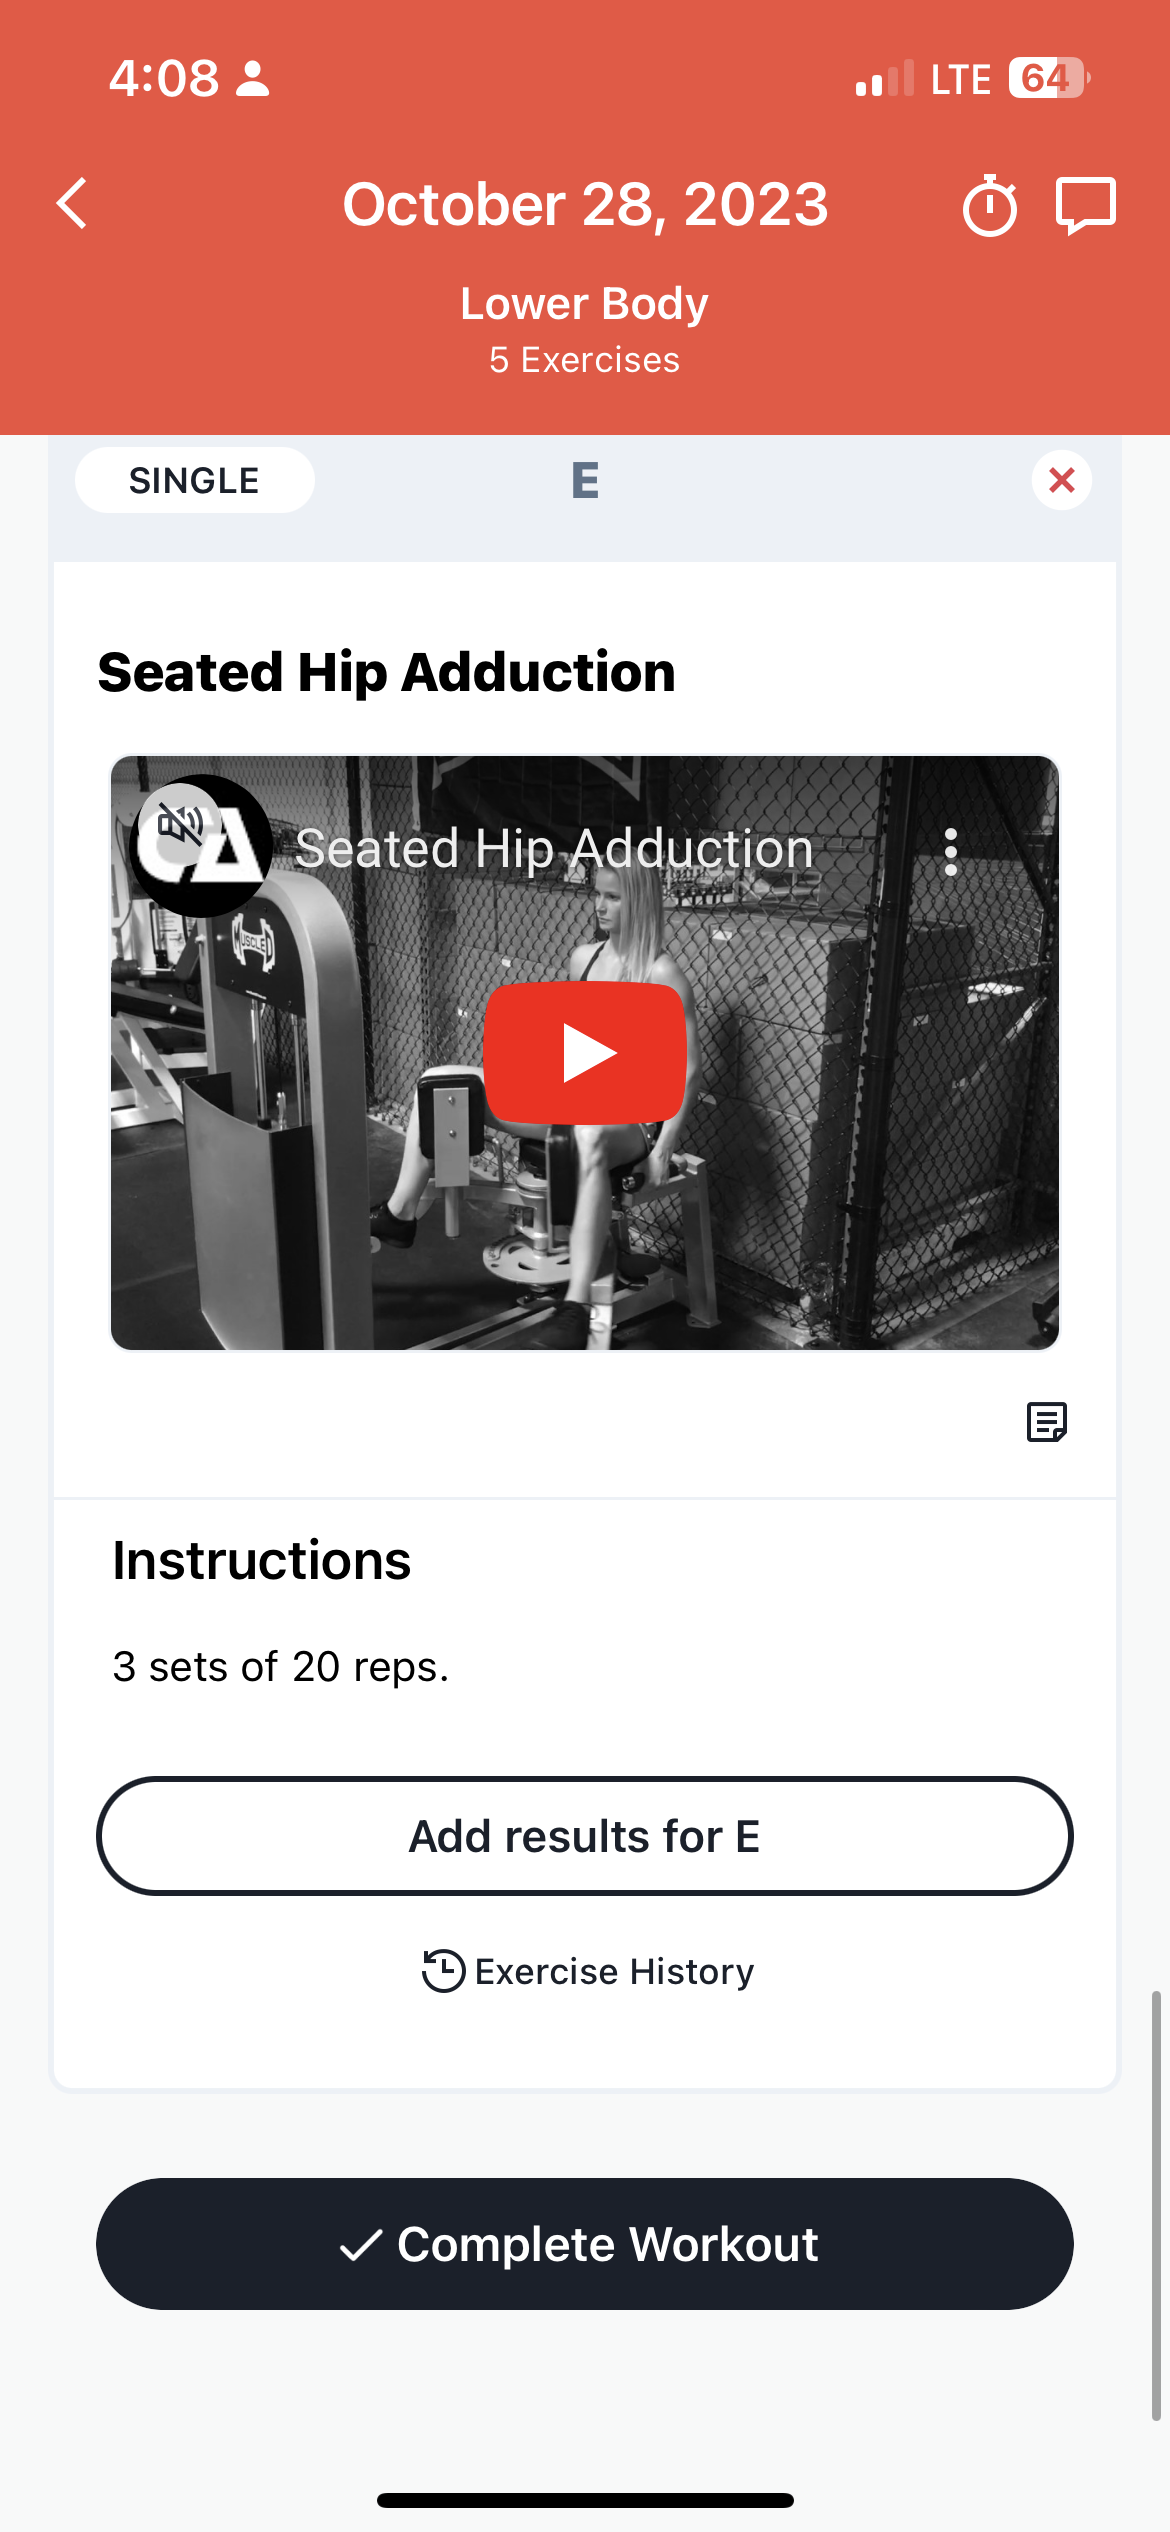 4:08
LTE 64
October 28, 2023
Lower Body
5 Exercises
SINGLE
E
Seated Hip Adduction
CA
Seated Hip Adduction
MUSCLED
Instructions
3 sets of 20 reps.
Add results for E
Exercise History
Complete Workout